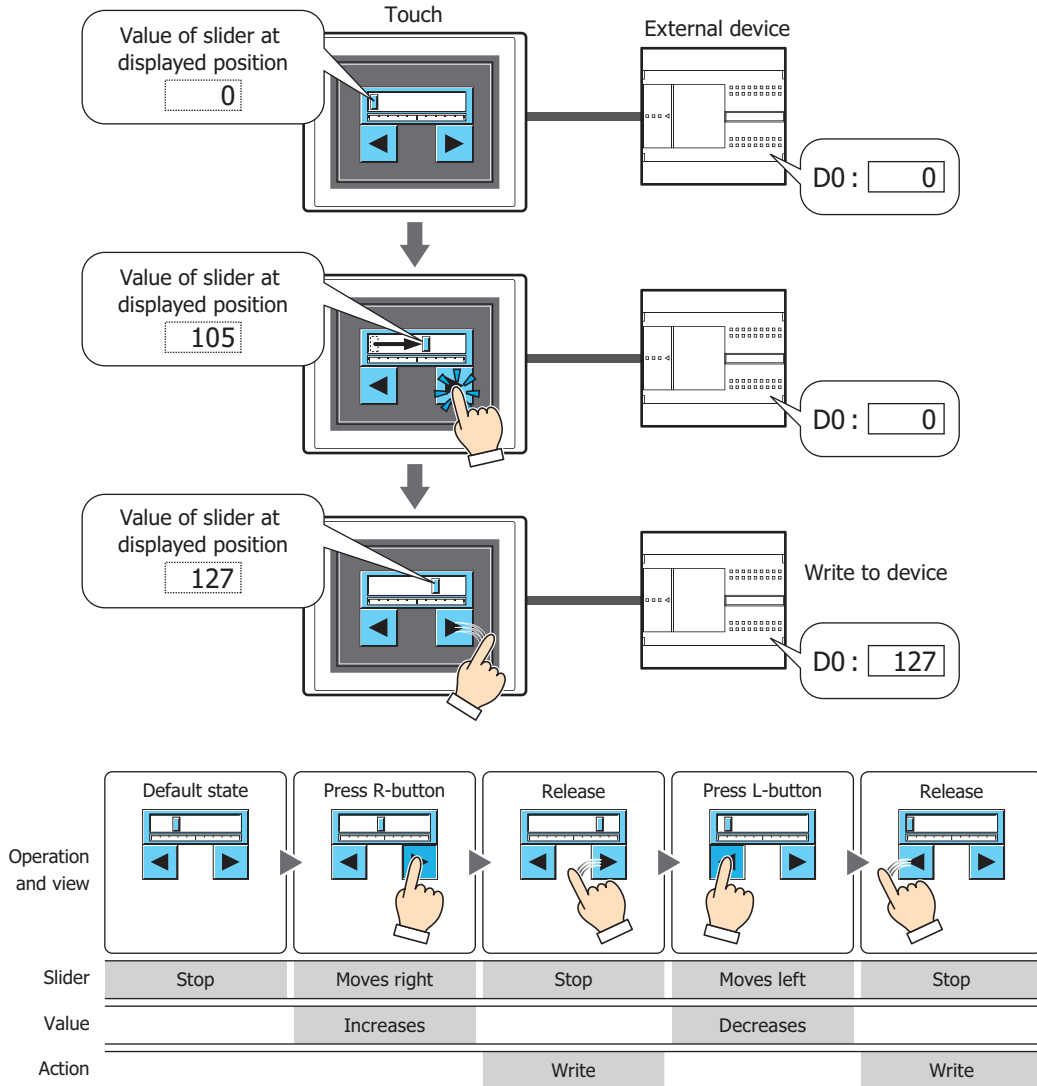 Touch
Value of slider at
displayed position
0
External device
D0 : 0
Value of slider at
displayed position
105
D0 : 0
Value of slider at
displayed position
127
Write to device
D0 : 127
Default state Press R-button Release Press L-button Release
Operation
and view
Slider Stop Moves right Stop Moves left Stop
Value Increases Decreases
Action Write Write